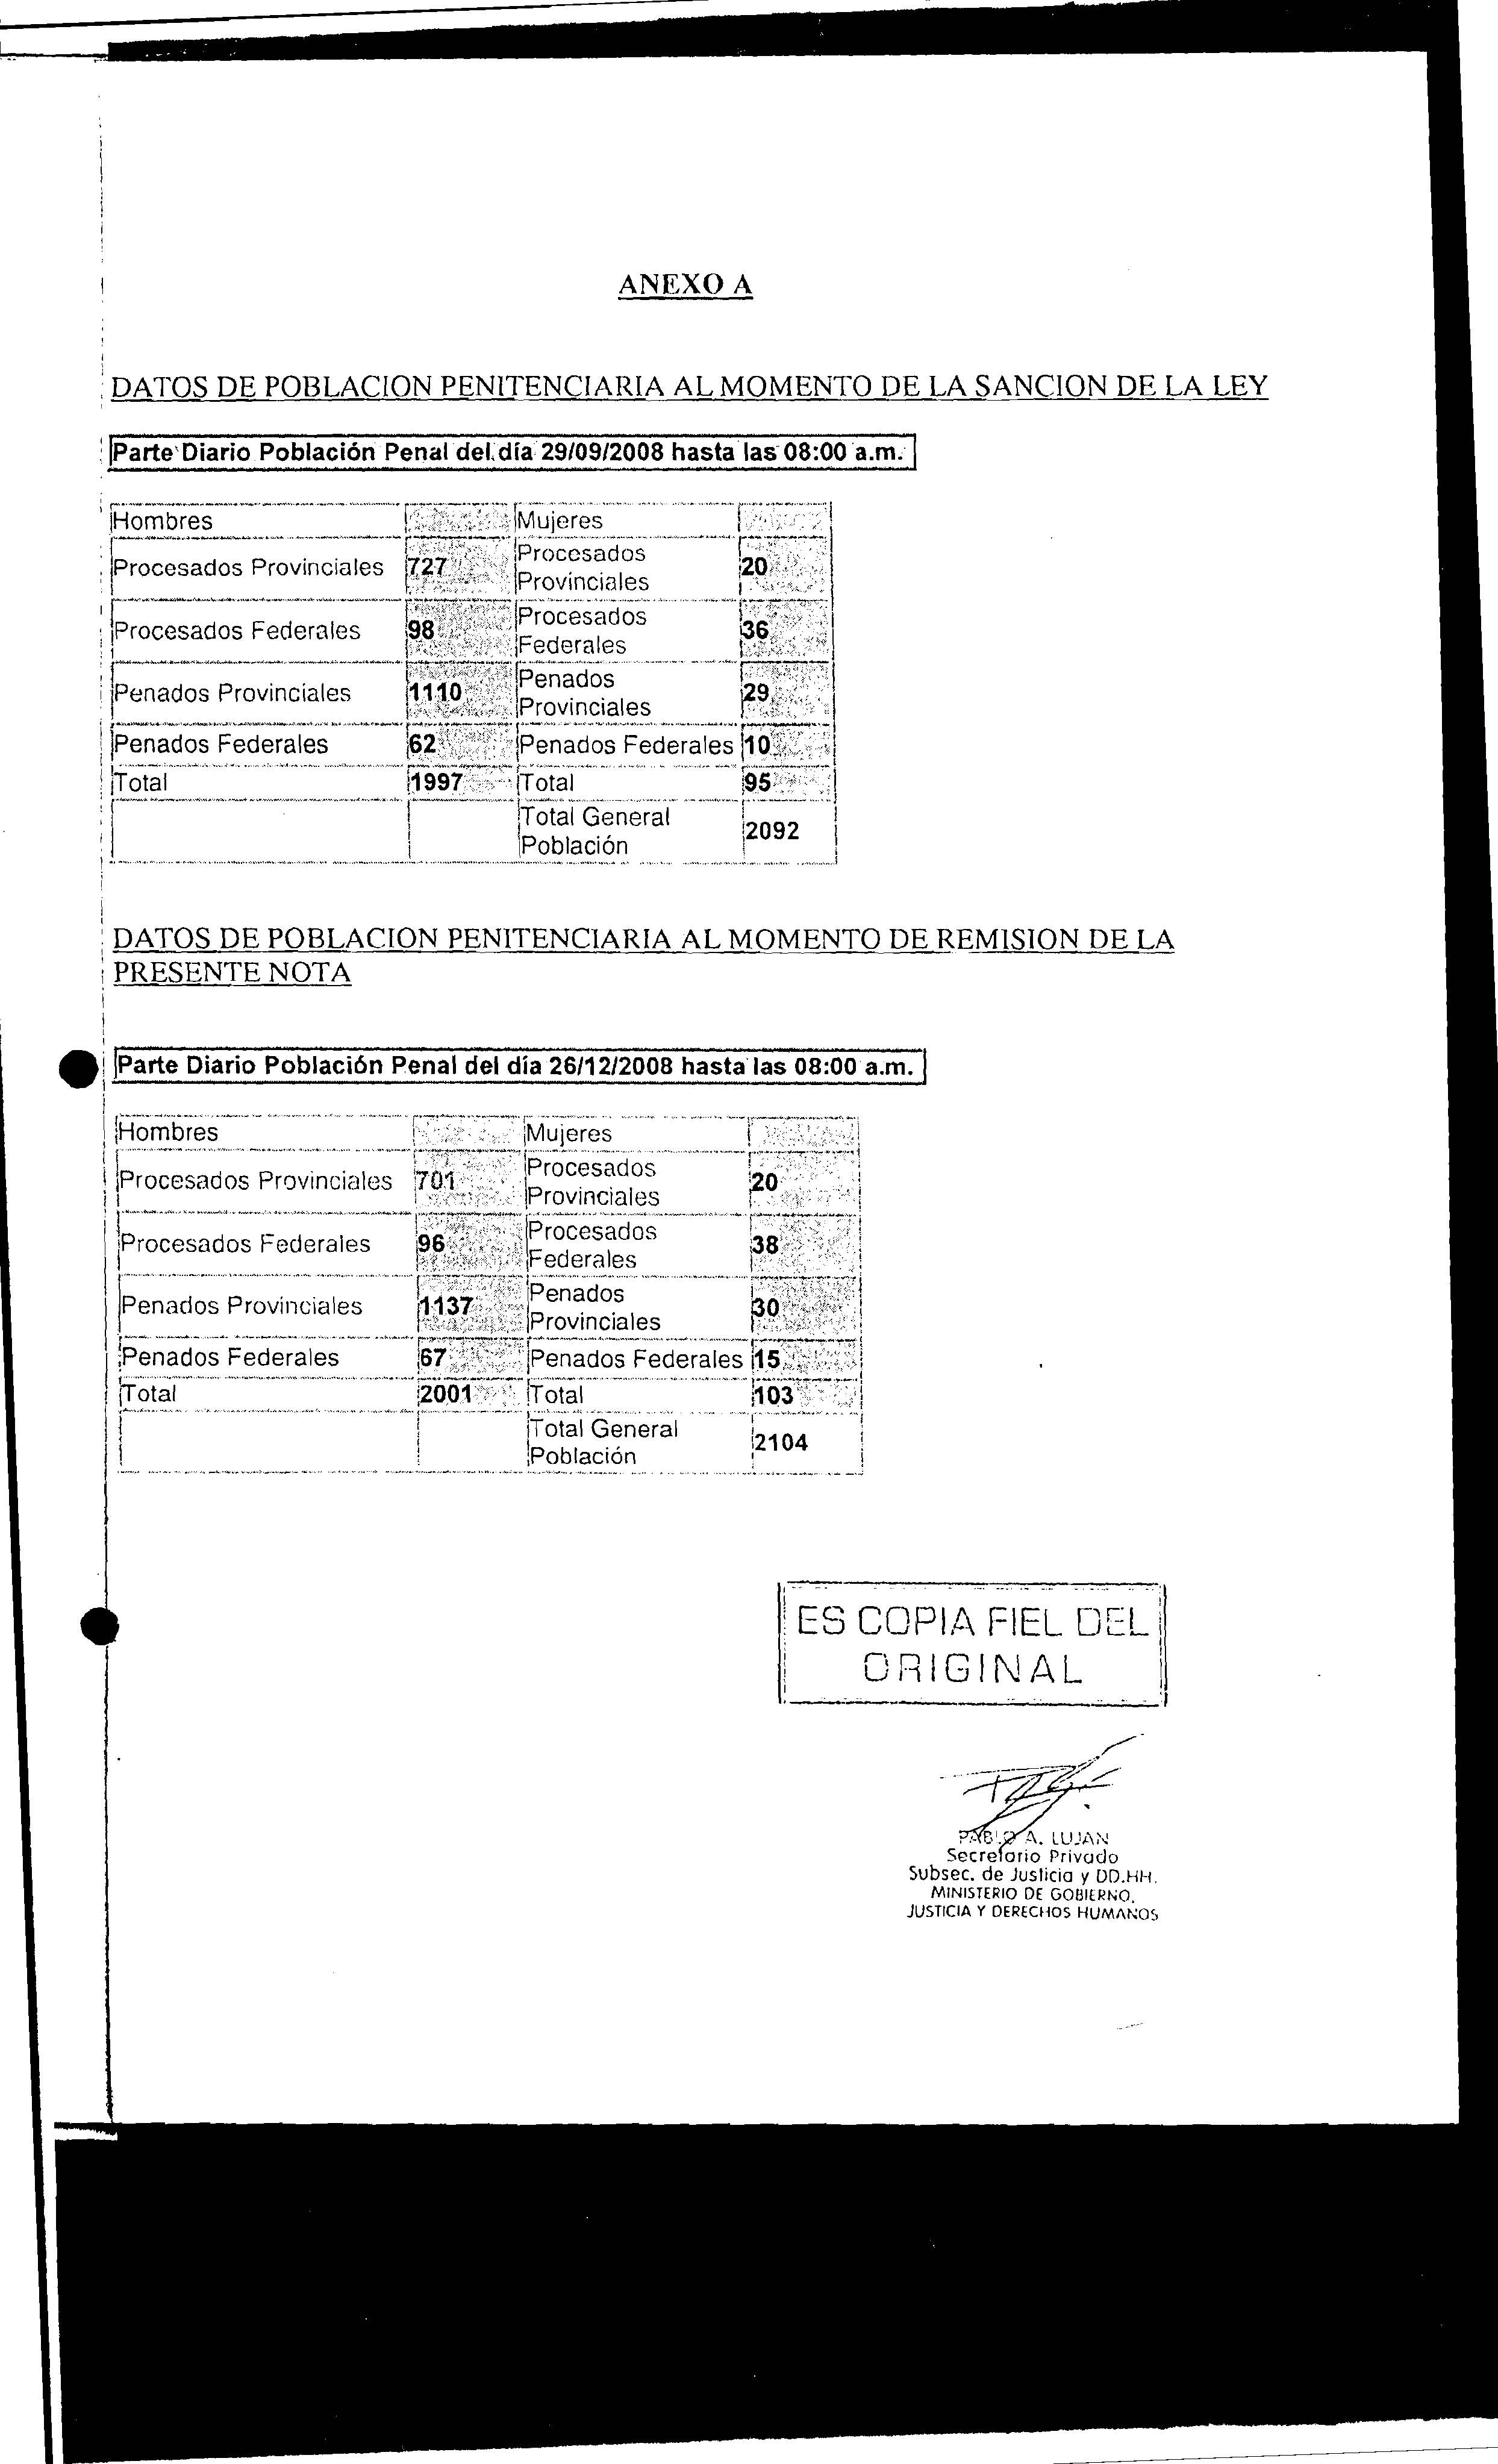 ANEXO A
DATOS DE POBLACION PENITENCIARIA AL MOMENTO DE LA SANCION DE LA LEY
Parte Diario Población Penal del día 29/09/2008 hasta las 08:00 a.m.
Hombres Mujeres
Procesados Provinciales 727 Procesados Provinciales 20
Procesados Federales 98 Procesados Federales 36
Penados Provinciales 1110 Penados Provinciales 29
Penados Federales 62 Penados Federales 10
Total 1997 Total 95
Total General Población 2092
DATOS DE POBLACION PENITENCIARIA AL MOMENTO DE REMISION DE LA
PRESENTE NOTA
Parte Diario Población Penal del día 26/12/2008 hasta las 08:00 a.m.
Hombres Mujeres
Procesados Provinciales 701 Procesados Provinciales 20
Procesados Federales 96 Procesados Federales 38
Penados Provinciales 1137 Penados Provinciales 30
Penados Federales 67 Penados Federales 15
Total 2001 Total 103
Total General Población 2104
ES COPIA FIEL DEL
ORIGINAL
PABLO A. LUJAN
Secretario Privado
Subsec. de Justicia y DD.HH.
MINISTERIO DE GOBIERNO,
JUSTICIA Y DERECHOS HUMANOS